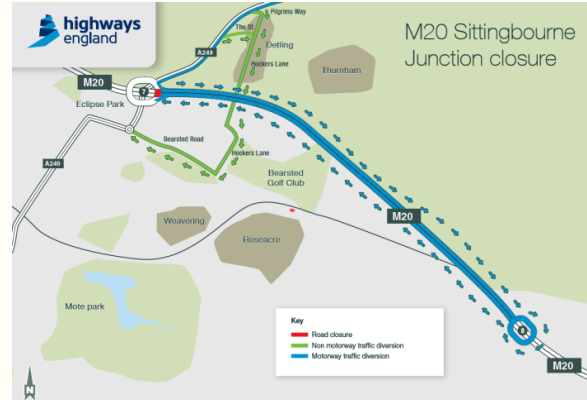 highways
england
M20 Sittingbourne
Junction closure
Pilgrims Way
The St
Detling
A249
Hockers Lane
Thurnham
M20
7
Eclipse Park
Bearsted Road
A249
Hockers Lane
Bearsted
Golf Club
Weavering
Roseacre
M20
Mote park
8
M20
Key
Road closure
Non motorway traffic diversion
Motorway traffic diversion
N